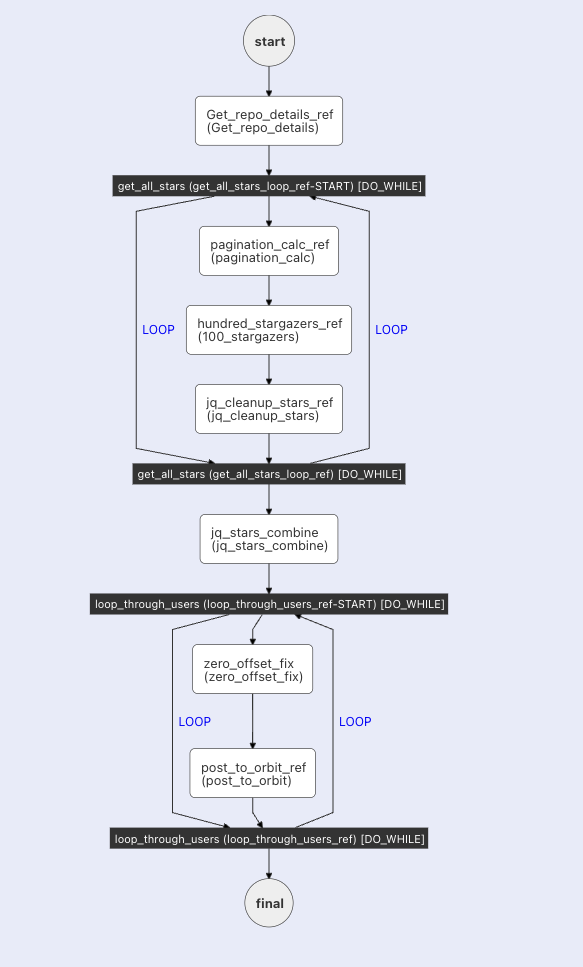 start
Get_repo_details_ref
(Get_repo_details)
get_all_stars (get_all_stars_loop_ref-START) [DO_WHILE]
pagination_calc_ref
(pagination_calc)
LOOP
LOOP
hundred_stargazers_ref
(100_stargazers)
jq_cleanup_stars_ref
(jq_cleanup_stars)
get_all_stars (get_all_stars_loop_ref) [DO_WHILE]
jq_stars_combine
(jq_stars_combine)
loop_through_users (loop_through_users_ref-START) [DO_WHILE]
zero_offset_fix
(zero_offset_fix)
LOOP
LOOP
post_to_orbit_ref
(post_to_orbit)
loop_through_users (loop_through_users_ref) [DO_WHILE]
final